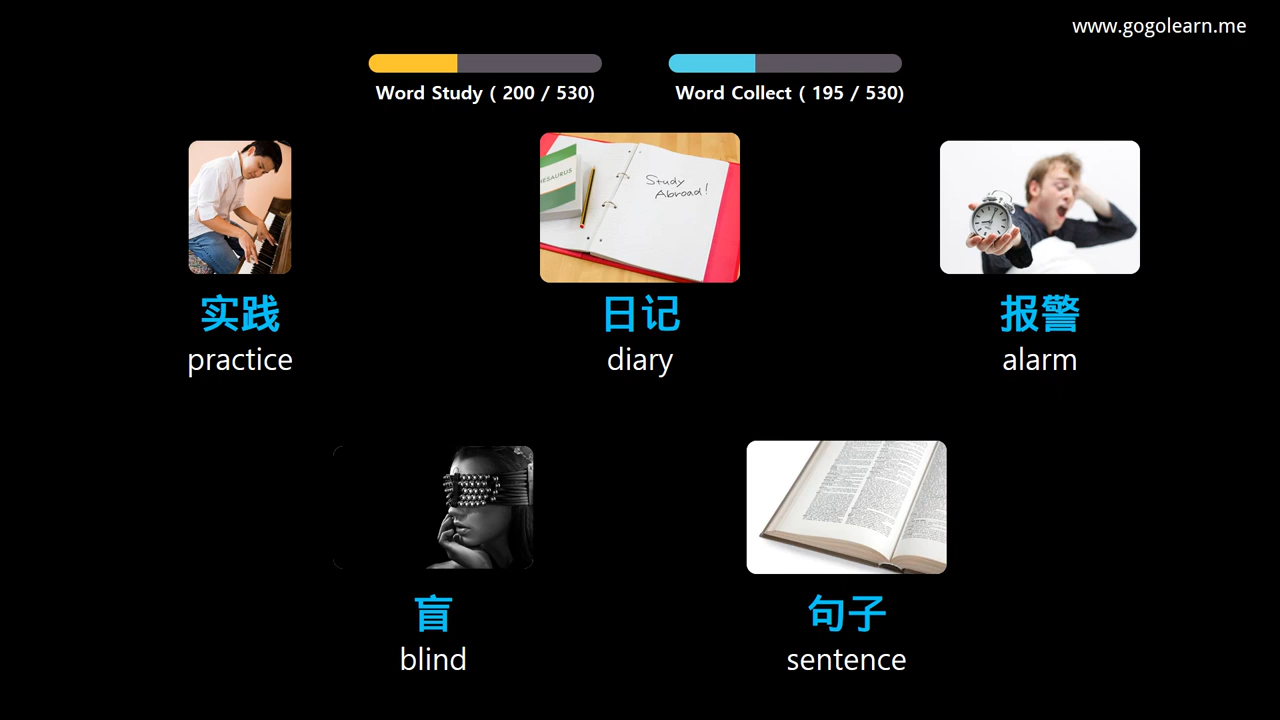 www.gogolearn.me
Word Study ( 200 / 530)
Word Collect ( 195 / 530)
THESAURUS
Study
Abroad!
实践
practice
日记
diary
报警
alarm
盲
blind
句子
sentence